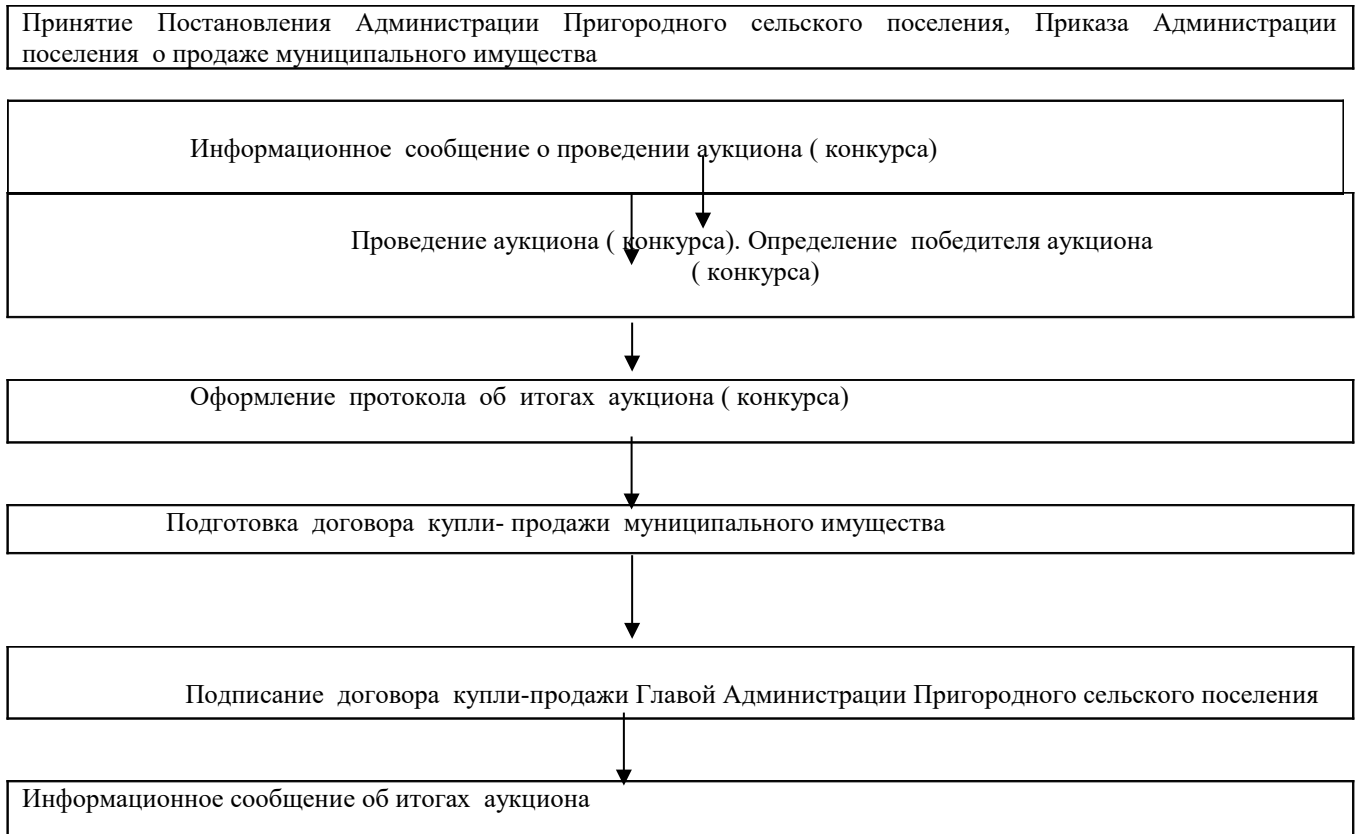 Принятие Постановления Администрации Пригородного сельского поселения, Приказа Администрации
поселения о продаже муниципального имущества
Информационное сообщение о проведении аукциона ( конкурса)
Проведение аукциона ( конкурса). Определение победителя аукциона
( конкурса)
Оформление протокола об итогах аукциона ( конкурса)
Подготовка договора купли- продажи муниципального имущества
Подписание договора купли-продажи Главой Администрации Пригородного сельского поселения
Информационное сообщение об итогах аукциона